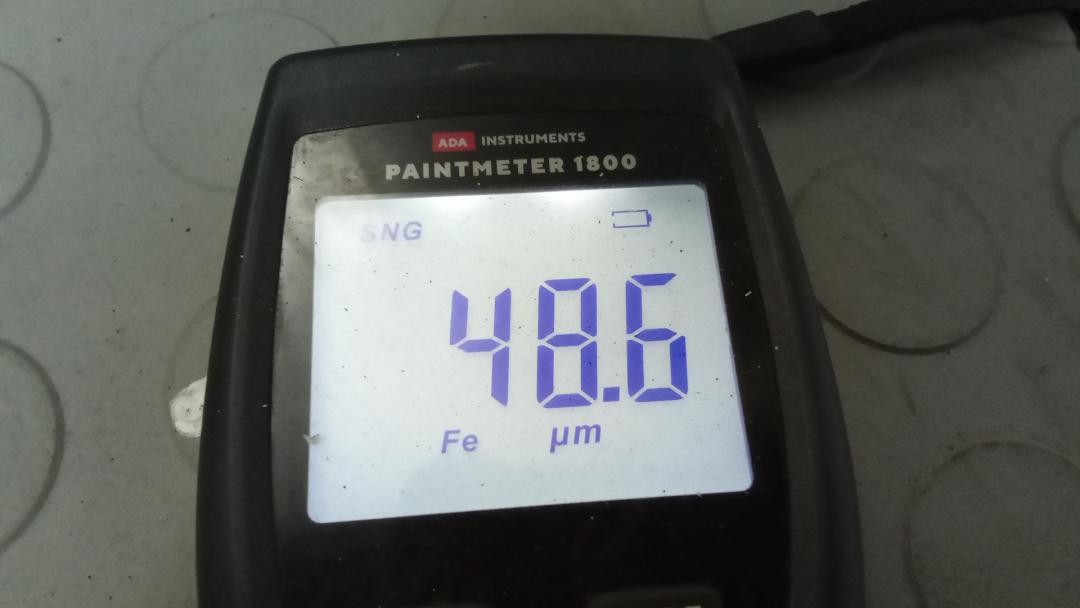 ADA INSTRUMENTS
PAINTMETER 1800
SNG
48.6
Fe μm